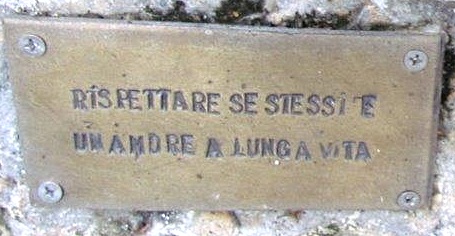 RISPETTARE SE STESSI E
UN AMORE A LUNGA VITA